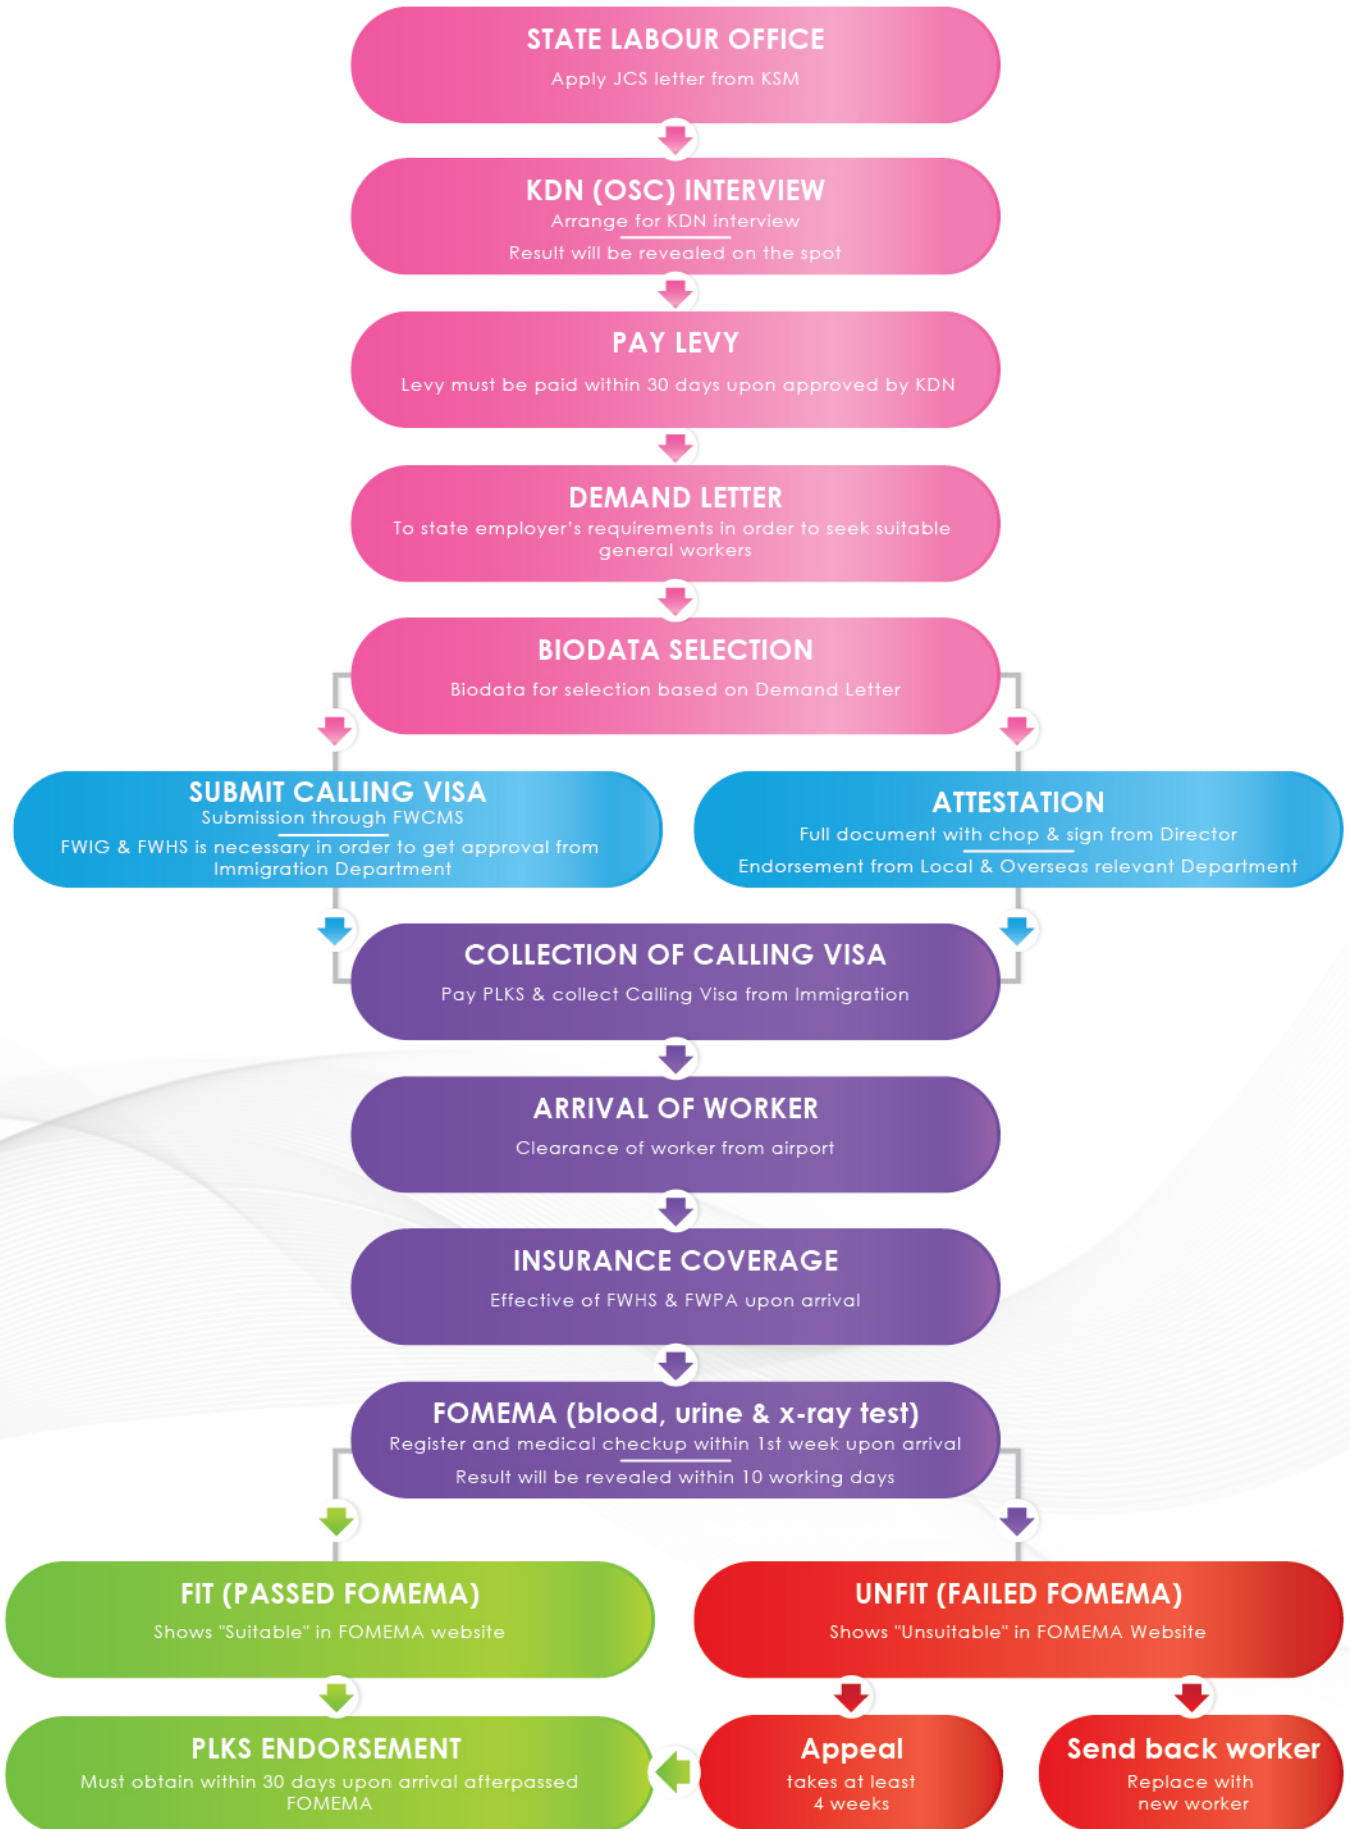 STATE LABOUR OFFICE
Apply JCS letter from KSM
KDN (OSC) INTERVIEW
Arrange for KDN interview
Result will be revealed on the spot
PAY LEVY
Levy must be paid within 30 days upon approved by KDN
DEMAND LETTER
To state employer's requirements in order to seek suitable
general workers
BIODATA SELECTION
Biodata for selection based on Demand Letter
SUBMIT CALLING VISA
Submission through FWCMS
FWIG & FWHS is necessary in order to get approval from
Immigration Department
ATTESTATION
Full document with chop & sign from Director
Endorsement from Local & Overseas relevant Department
COLLECTION OF CALLING VISA
Pay PLKS & collect Calling Visa from Immigration
ARRIVAL OF WORKER
Clearance of worker from airport
INSURANCE COVERAGE
Effective of FWHS & FWPA upon arrival
FOMEMA (blood, urine & x-ray test)
Register and medical checkup within 1st week upon arrival
Result will be revealed within 10 working days
FIT (PASSED FOMEMA)
Shows "Suitable" in FOMEMA website
UNFIT (FAILED FOMEMA)
Shows "Unsuitable" in FOMEMA Website
PLKS ENDORSEMENT
Must obtain within 30 days upon arrival afterpassed
FOMEMA
Appeal
takes at least
4 weeks
Send back worker
Replace with
new worker